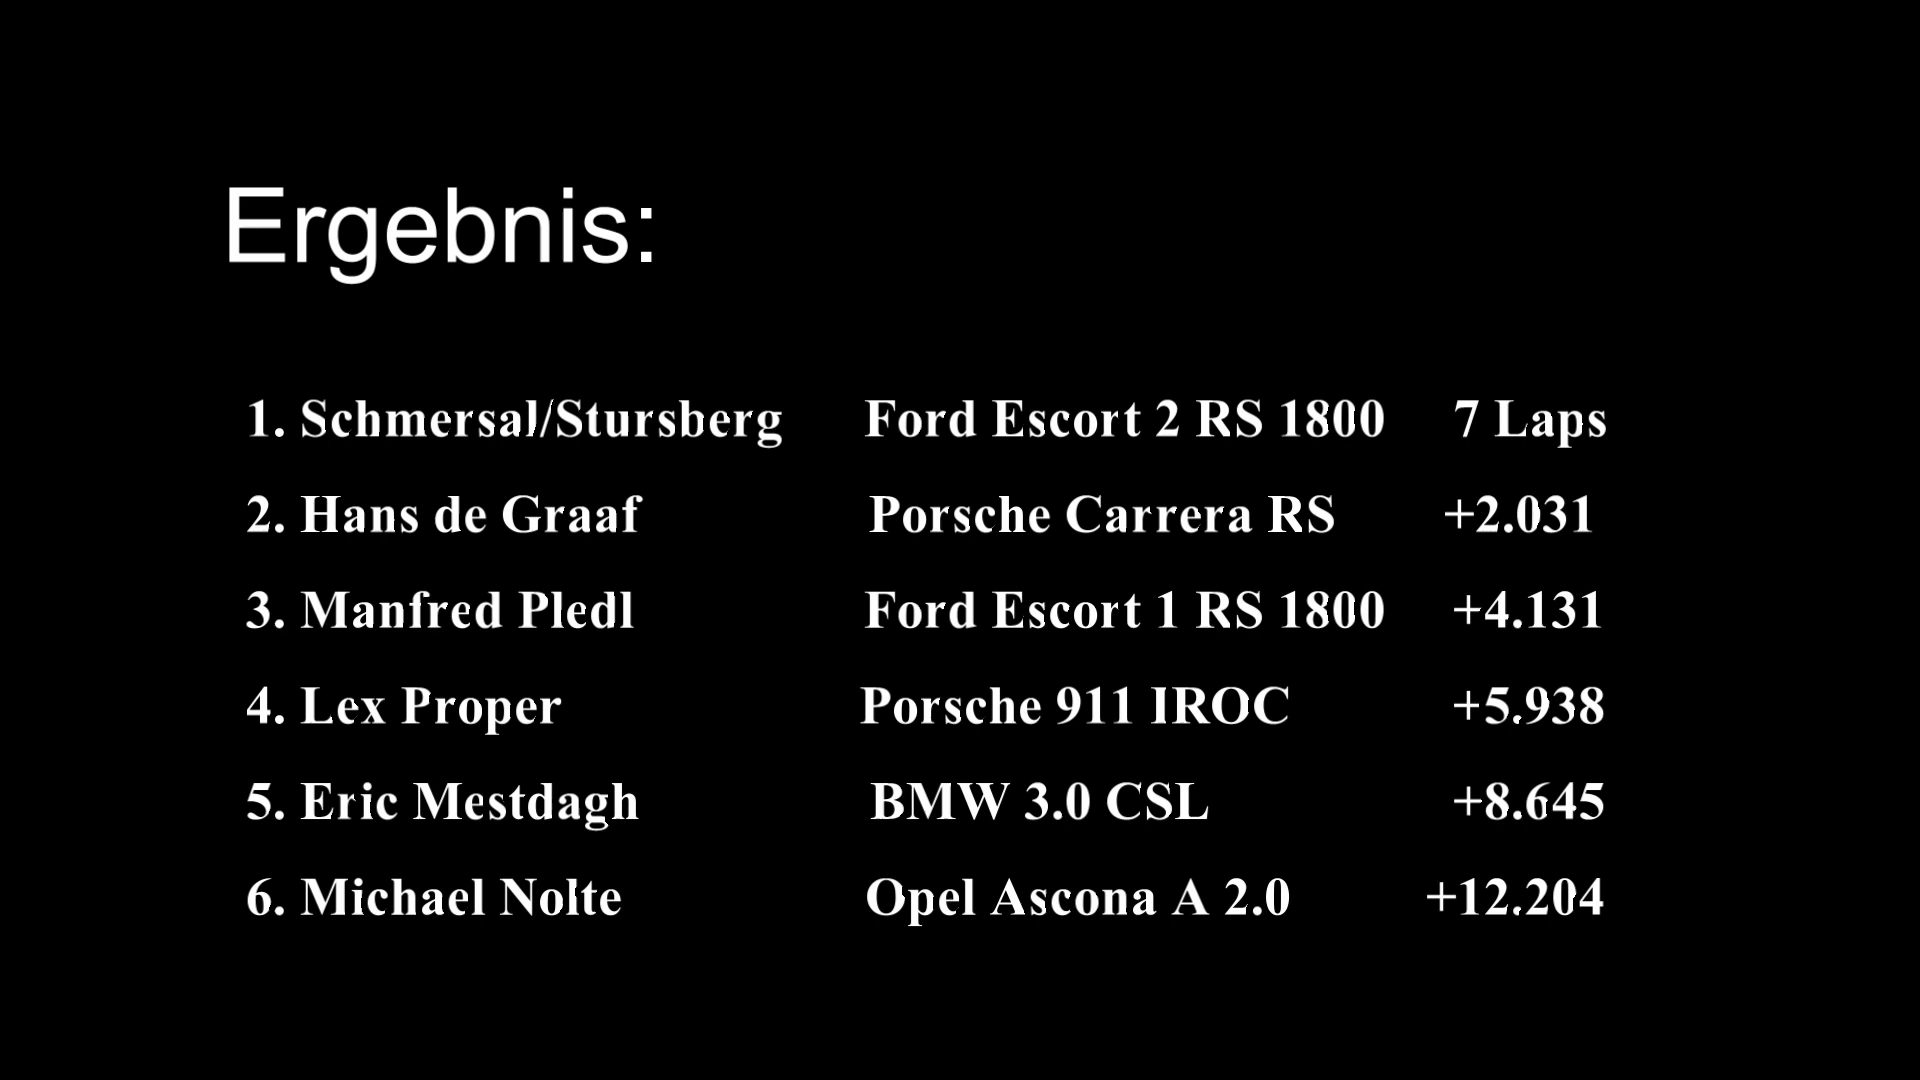 Ergebnis:
1. Schmersal/Stursberg Ford Escort 2 RS 1800 7 Laps
2. Hans de Graaf Porsche Carrera RS +2.031
3. Manfred Pledl Ford Escort 1 RS 1800 +4.131
4. Lex Proper Porsche 911 IROC +5.938
5. Eric Mestdagh BMW 3.0 CSL +8.645
6. Michael Nolte Opel Ascona A 2.0 +12.204